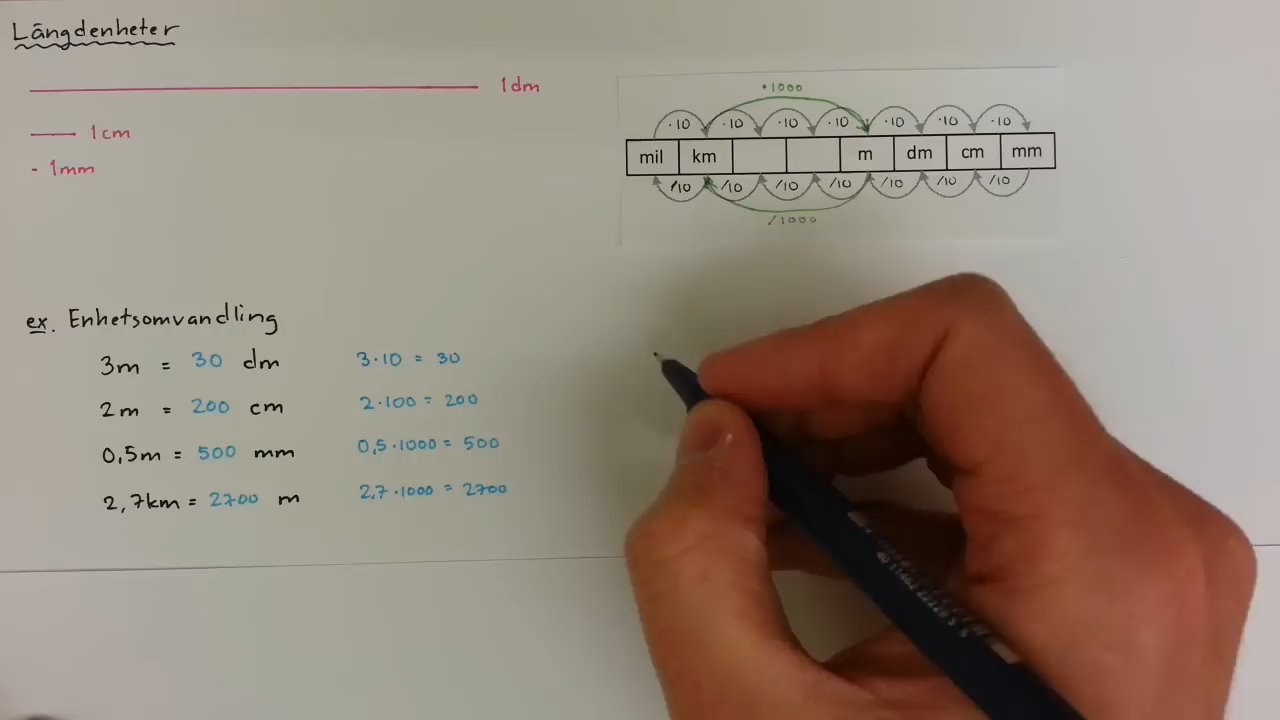 Längdenheter
1dm
1cm
1mm
·1000
·10 ·10 ·10 ·10 ·10 ·10 ·10
mil km m dm cm mm
/10 /10 /10 /10 /10 /10 /10
/1000
ex. Enhetsomvandling
3m = 30 dm 3·10 = 30
2m = 200 cm 2·100 = 200
0,5m = 500 mm 0,5·1000 = 500
2,7km = 2700 m 2,7·1000 = 2700